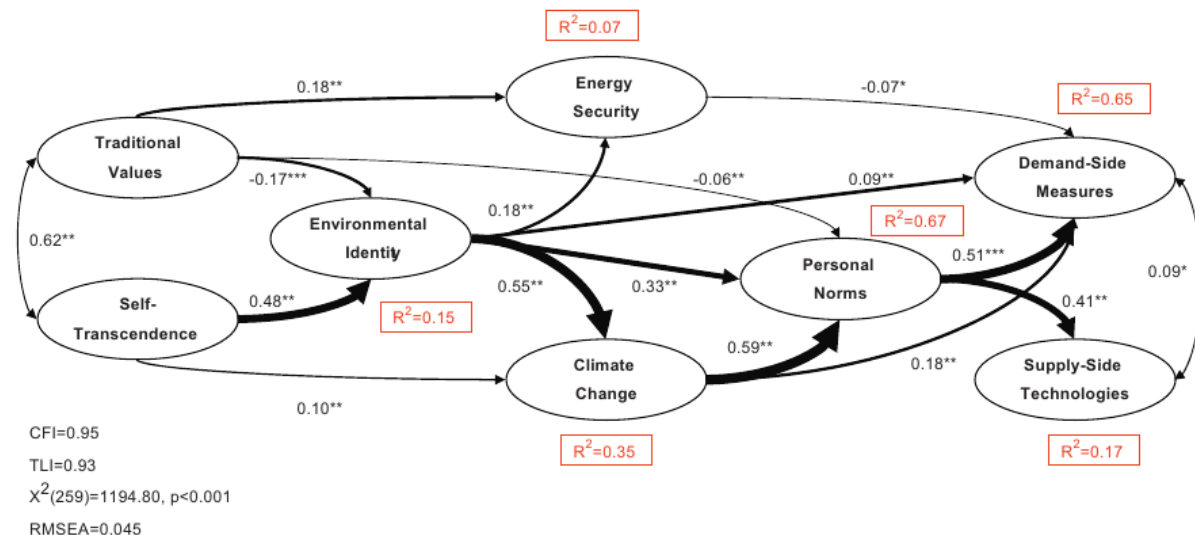 R²=0.07
Energy
Security
0.18**
-0.07*
R²=0.65
Traditional
Values
Demand-Side
Measures
-0.17***
-0.06**
0.09**
0.18**
R²=0.67
Environmental
Identity
0.62**
Personal
Norms
0.51***
0.09*
0.55**
0.33**
Self-
Transcendence
0.48**
0.41**
R²=0.15
0.59**
Climate
Change
0.18**
Supply-Side
Technologies
0.10**
CFI=0.95
R²=0.35
R²=0.17
TLI=0.93
X²(259)=1194.80, p<0.001
RMSEA=0.045